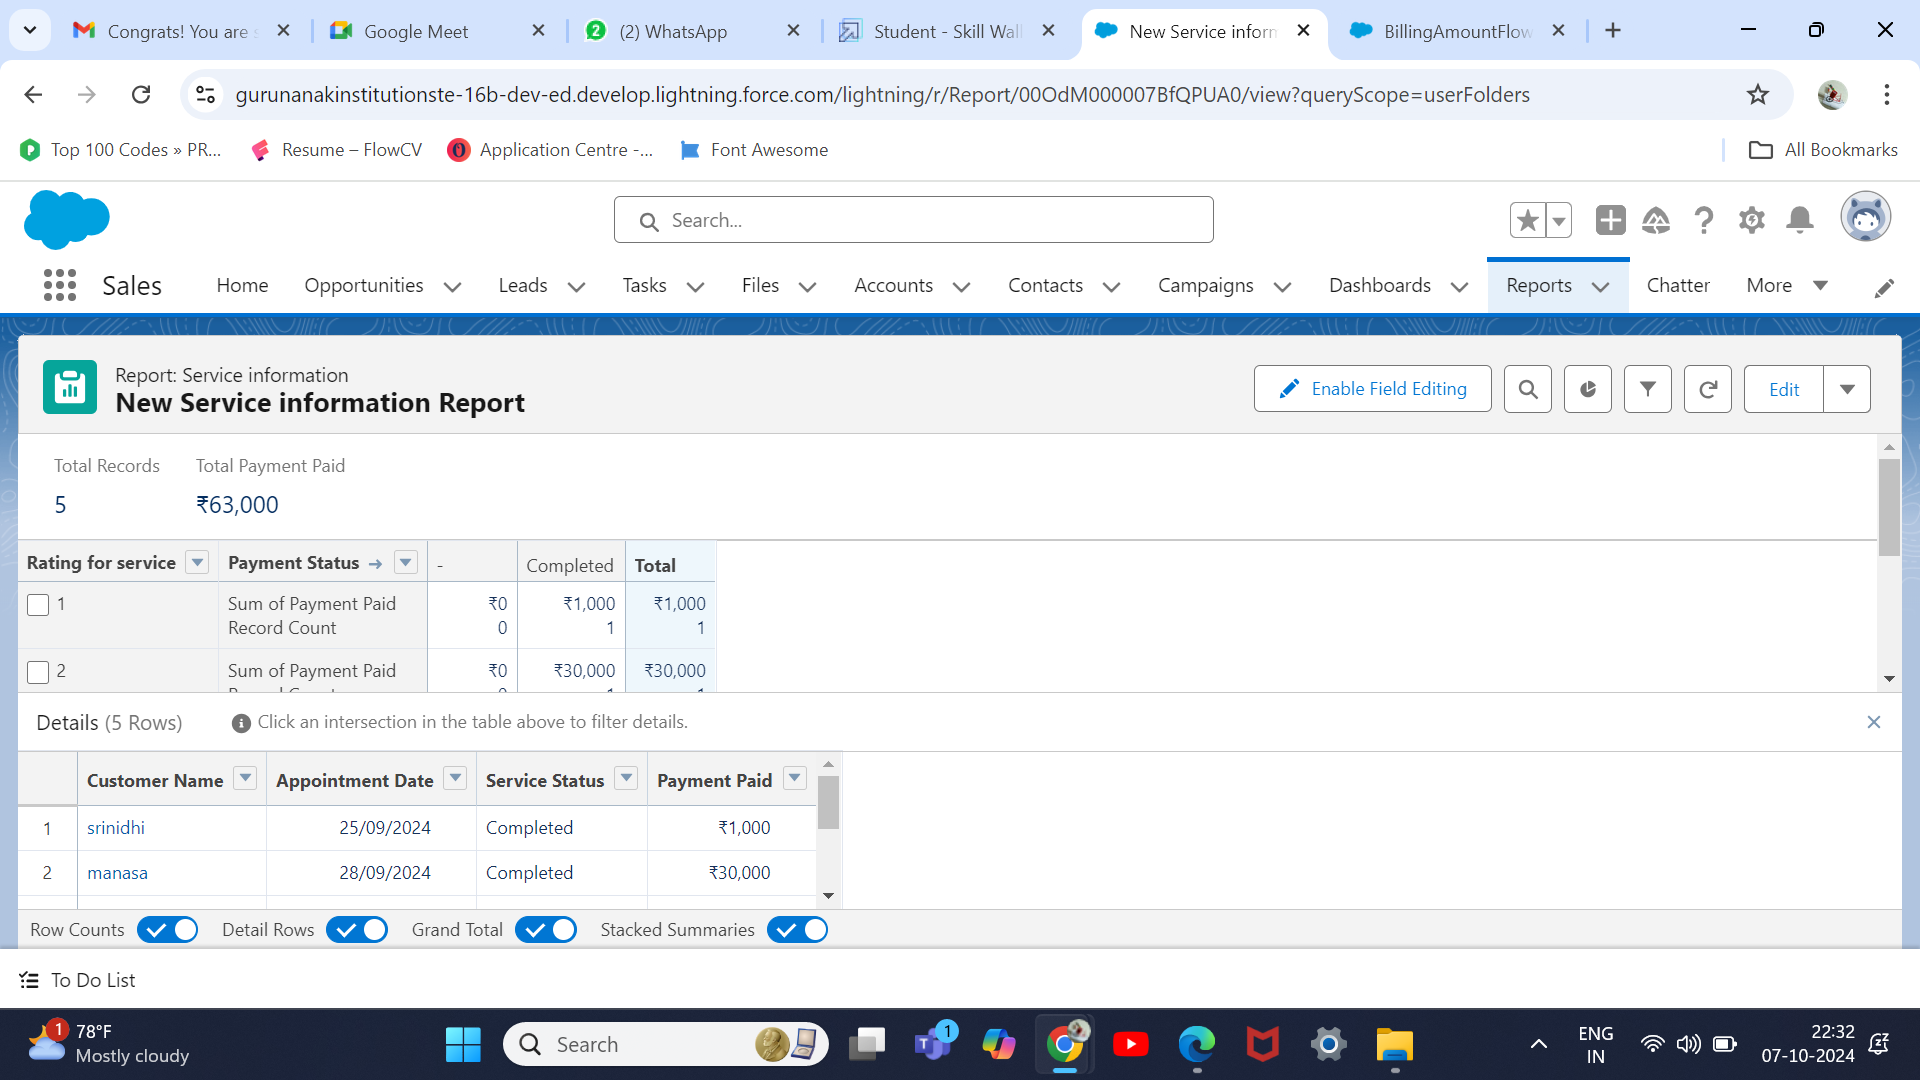 Congrats! You are s
Google Meet
2 (2) WhatsApp
Student - Skill Wall
New Service inform
BillingAmountFlow
gurunanakinstitutionste-16b-dev-ed.develop.lightning.force.com/lightning/r/Report/00OdM000007BfQPUA0/view?queryScope=userFolders
Top 100 Codes » PR...
Resume – FlowCV
Application Centre -...
Font Awesome
All Bookmarks
Search...
Sales
Home
Opportunities
Leads
Tasks
Files
Accounts
Contacts
Campaigns
Dashboards
Reports
Chatter
More
Report: Service information
New Service information Report
Enable Field Editing
Edit
Total Records
Total Payment Paid
5
₹63,000
Rating for service
Payment Status →
-
Completed
Total
1
Sum of Payment Paid
₹0
₹1,000
₹1,000
Record Count
0
1
1
2
Sum of Payment Paid
₹0
₹30,000
₹30,000
Details (5 Rows)
Click an intersection in the table above to filter details.
Customer Name
Appointment Date
Service Status
Payment Paid
1
srinidhi
25/09/2024
Completed
₹1,000
2
manasa
28/09/2024
Completed
₹30,000
Row Counts
Detail Rows
Grand Total
Stacked Summaries
To Do List
1
78°F
Mostly cloudy
Search
1
ENG
IN
22:32
07-10-2024